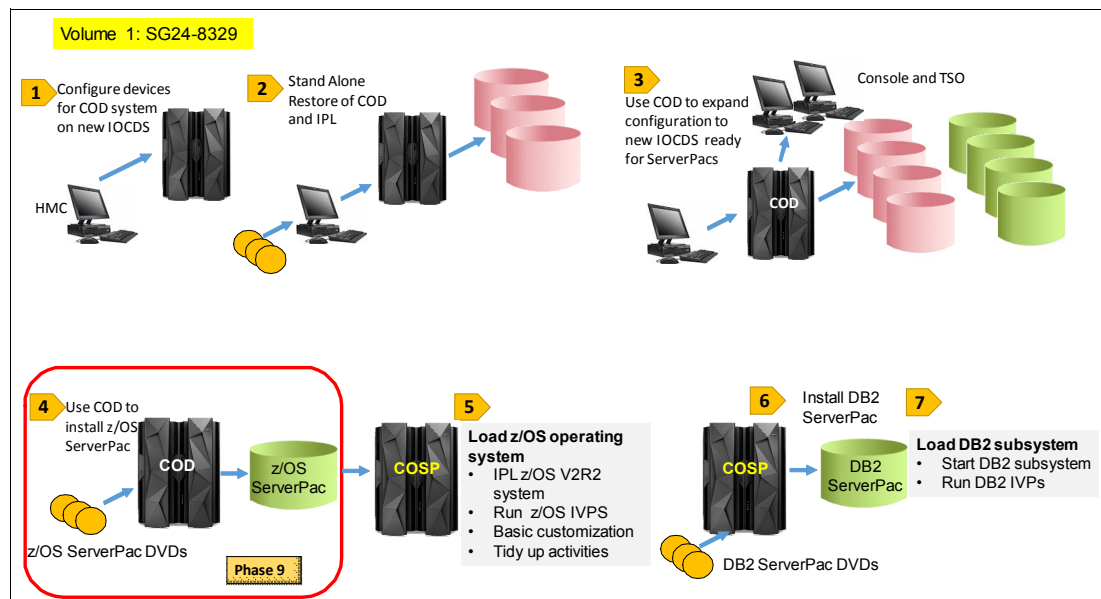 Volume 1: SG24-8329
1
Configure devices
for COD system
on new IOCDS
HMC
2
Stand Alone
Restore of COD
and IPL
3
Use COD to expand
configuration to
new IOCDS ready
for ServerPacs
Console and TSO
COD
4
Use COD to
install z/OS
ServerPac
COD
z/OS
ServerPac
z/OS ServerPac DVDs
Phase 9
5
Load z/OS operating
system
• IPL z/OS V2R2
system
• Run z/OS IVPS
• Basic customization
• Tidy up activities
COSP
6
Install DB2
ServerPac
COSP
DB2
ServerPac
DB2 ServerPac DVDs
7
Load DB2 subsystem
• Start DB2 subsystem
• Run DB2 IVPs